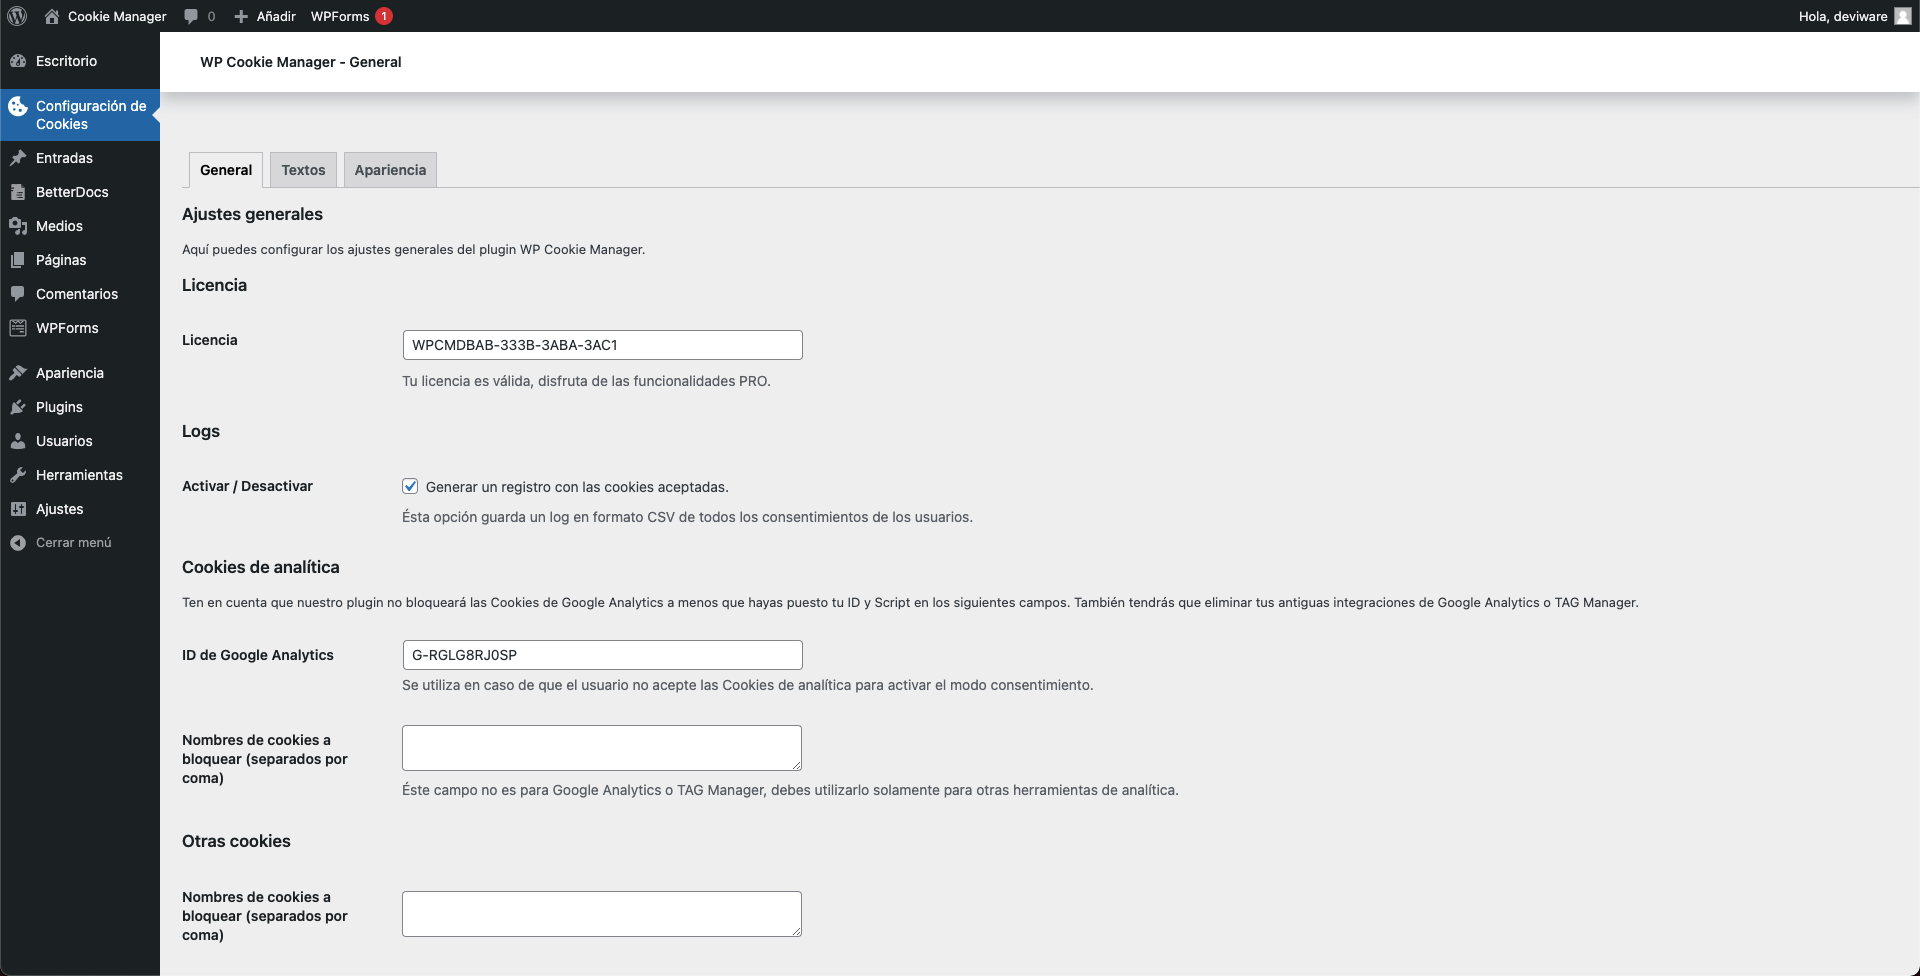 Cookie Manager
0
Añadir
WPForms
1
Hola, deviware
Escritorio
Configuración de
Cookies
Entradas
BetterDocs
Medios
Páginas
Comentarios
WPForms
Apariencia
Plugins
Usuarios
Herramientas
Ajustes
Cerrar menú
WP Cookie Manager - General
General
Textos
Apariencia
Ajustes generales
Aquí puedes configurar los ajustes generales del plugin WP Cookie Manager.
Licencia
Licencia
WPCMDBAB-333B-3ABA-3AC1
Tu licencia es válida, disfruta de las funcionalidades PRO.
Logs
Activar / Desactivar
Generar un registro con las cookies aceptadas.
Ésta opción guarda un log en formato CSV de todos los consentimientos de los usuarios.
Cookies de analítica
Ten en cuenta que nuestro plugin no bloqueará las Cookies de Google Analytics a menos que hayas puesto tu ID y Script en los siguientes campos. También tendrás que eliminar tus antiguas integraciones de Google Analytics o TAG Manager.
ID de Google Analytics
G-RGLG8RJ0SP
Se utiliza en caso de que el usuario no acepte las Cookies de analítica para activar el modo consentimiento.
Nombres de cookies a
bloquear (separados por
coma)
Éste campo no es para Google Analytics o TAG Manager, debes utilizarlo solamente para otras herramientas de analítica.
Otras cookies
Nombres de cookies a
bloquear (separados por
coma)